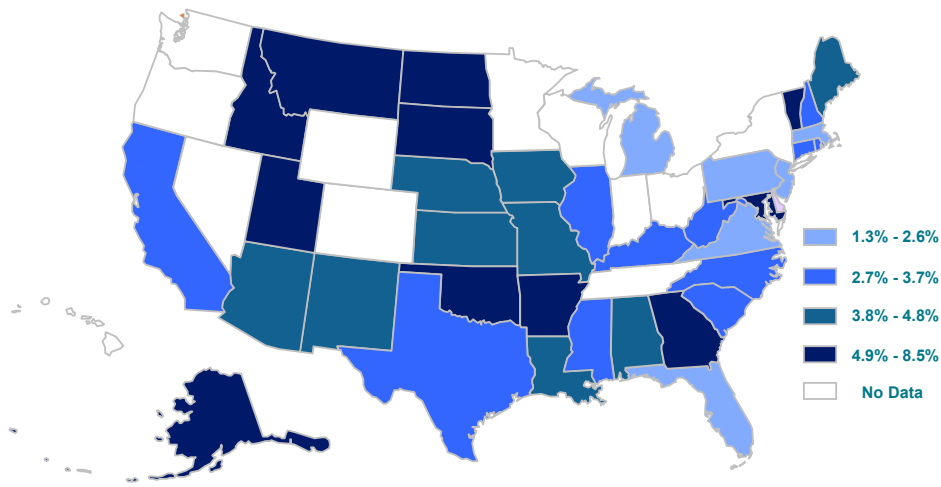 1.3% - 2.6%
2.7% - 3.7%
3.8% - 4.8%
4.9% - 8.5%
No Data